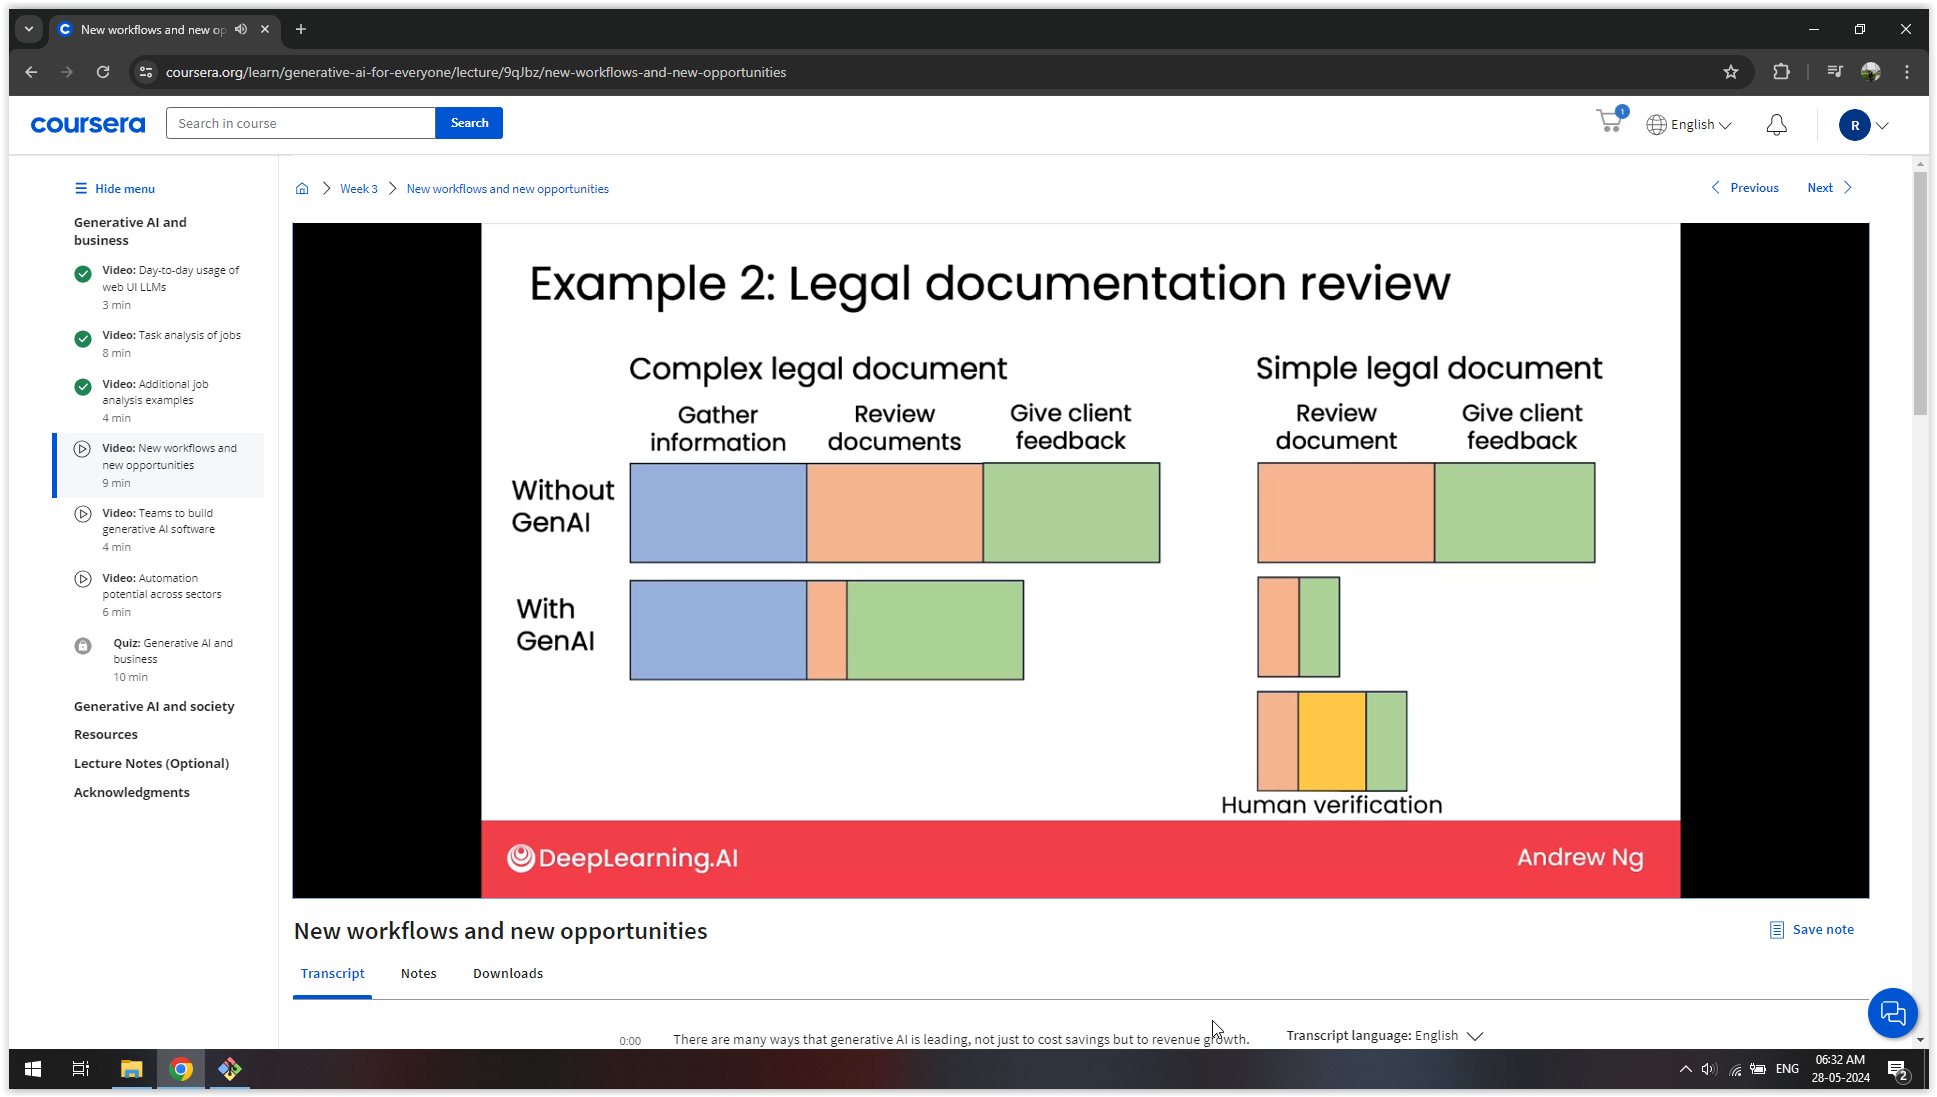 New workflows and new op
coursera.org/learn/generative-ai-for-everyone/lecture/9qJbz/new-workflows-and-new-opportunities
coursera
Search in course
Search
1
English
R
Hide menu
Generative AI and
business
Video: Day-to-day usage of
web UI LLMs
3 min
Video: Task analysis of jobs
8 min
Video: Additional job
analysis examples
4 min
Video: New workflows and
new opportunities
9 min
Video: Teams to build
generative AI software
4 min
Video: Automation
potential across sectors
6 min
Quiz: Generative AI and
business
10 min
Generative AI and society
Resources
Lecture Notes (Optional)
Acknowledgments
Week 3
New workflows and new opportunities
Previous
Next
Example 2: Legal documentation review
Complex legal document
Gather
information
Review
documents
Give client
feedback
Simple legal document
Review
document
Give client
feedback
Without
GenAI
With
GenAI
Human verification
DeepLearning.AI
Andrew Ng
New workflows and new opportunities
Save note
Transcript
Notes
Downloads
0:00
There are many ways that generative AI is leading, not just to cost savings but to revenue growth.
Transcript language: English
ENG
06:32 AM
28-05-2024
2